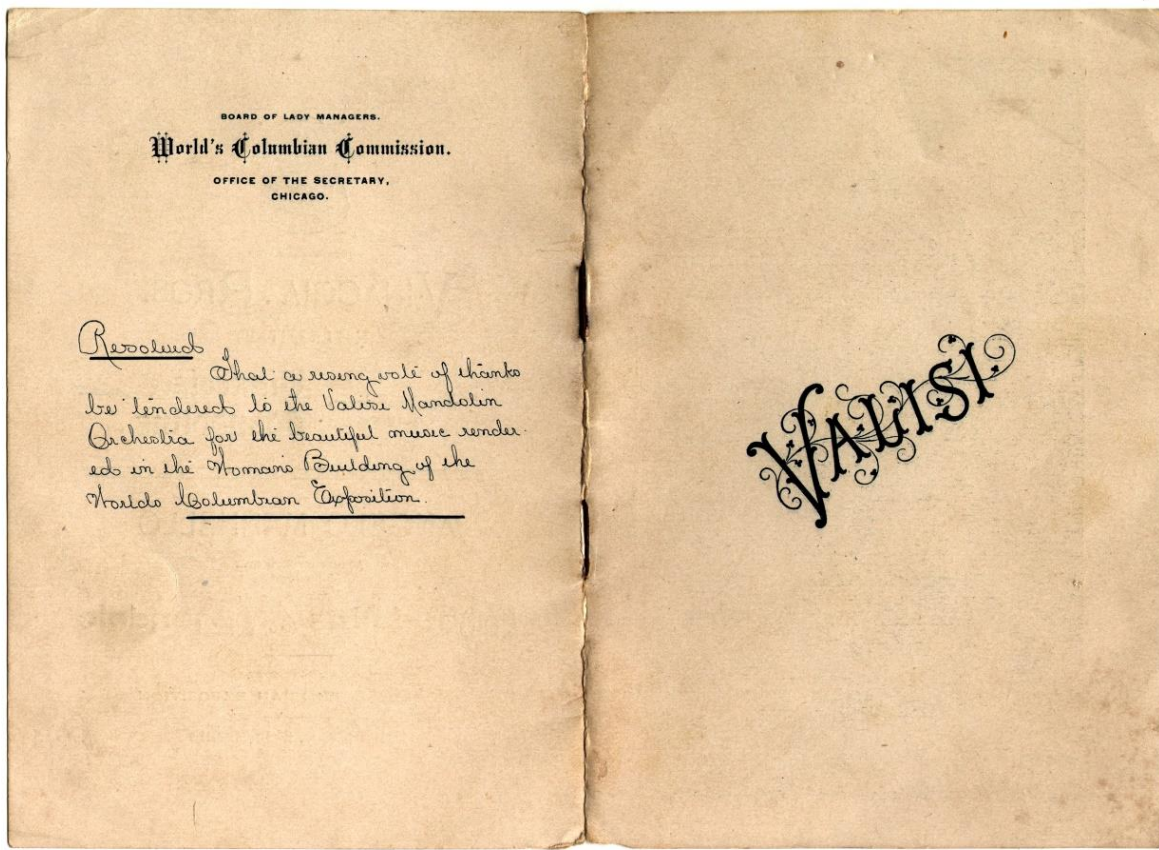 BOARD OF LADY MANAGERS.
World's Columbian Commission.
OFFICE OF THE SECRETARY,
CHICAGO.
Resolved
That a rising vote of thanks
be tendered to the Valisi Mandolin
Orchestra for the beautiful music render-
ed in the Woman's Building of the
Worlds Columbian Exposition.
VALISI